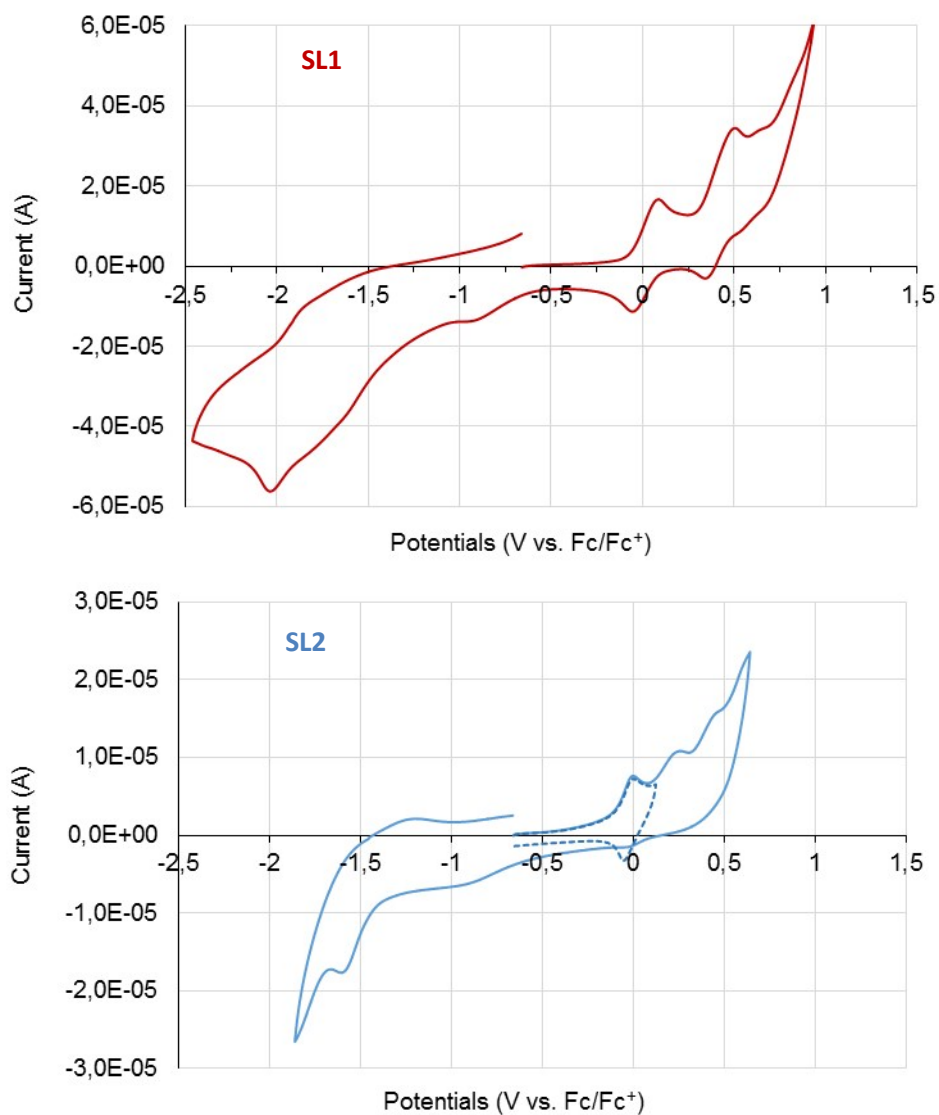 6,0E-05
SL1
4,0E-05
2,0E-05
0,0E+00
-2,5 -2 -1,5 -1 -0,5 0 0,5 1 1,5
-2,0E-05
-4,0E-05
-6,0E-05
Current (A)
Potentials (V vs. Fc/Fc⁺)
3,0E-05
SL2
2,0E-05
1,0E-05
0,0E+00
-2,5 -2 -1,5 -1 -0,5 0 0,5 1 1,5
-1,0E-05
-2,0E-05
-3,0E-05
Current (A)
Potentials (V vs. Fc/Fc⁺)